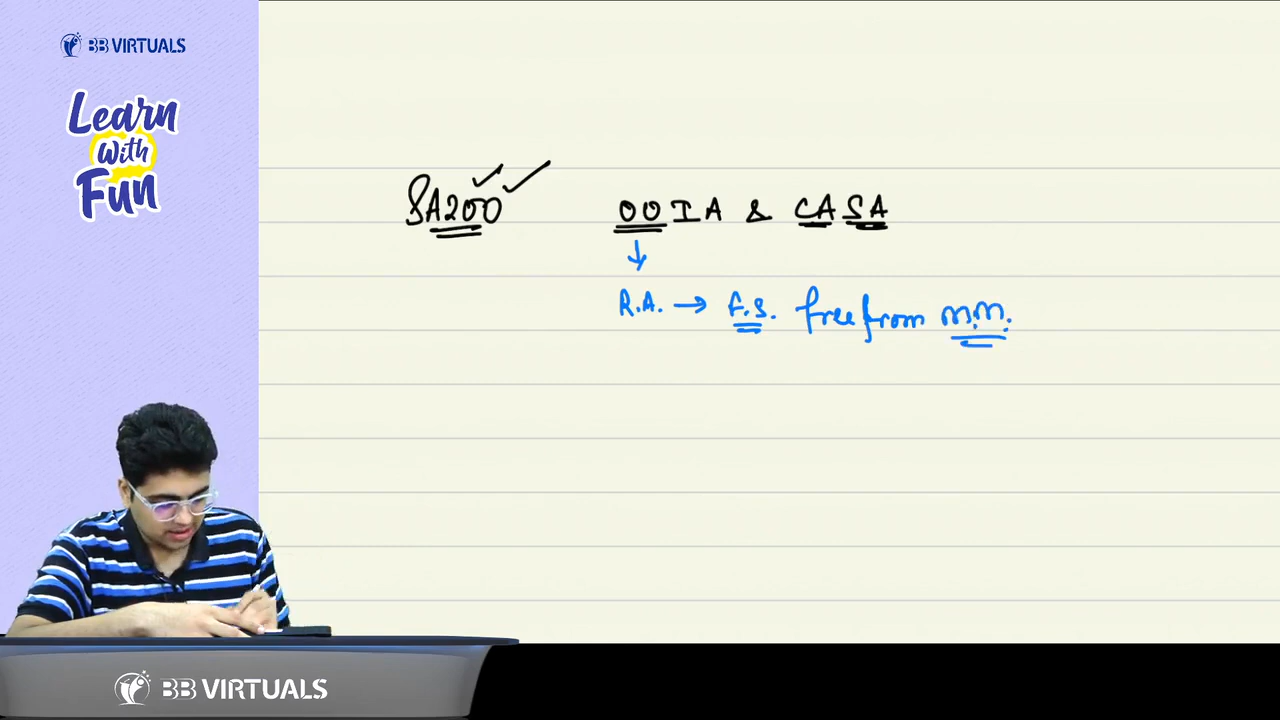 BB VIRTUALS
Learn
With
Fun
SA200 OOIA & CASA
R.A. → F.S. free from M.M.
BB VIRTUALS